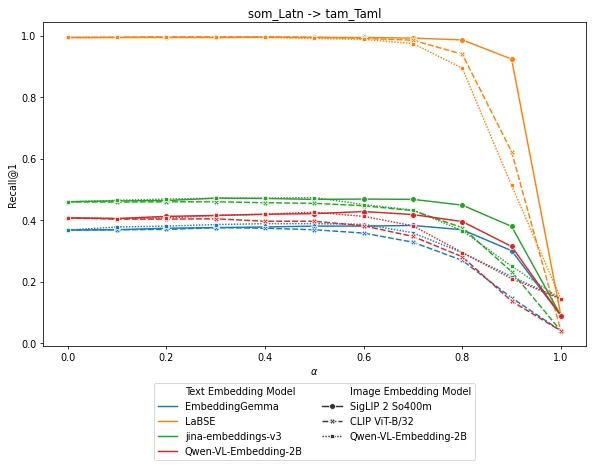 som_Latn -> tam_Taml
1.0
0.8
0.6
0.4
0.2
0.0
Recall@1
0.0 0.2 0.4 0.6 0.8 1.0
α
Text Embedding Model
EmbeddingGemma
LaBSE
jina-embeddings-v3
Qwen-VL-Embedding-2B
Image Embedding Model
SigLIP 2 So400m
CLIP ViT-B/32
Qwen-VL-Embedding-2B